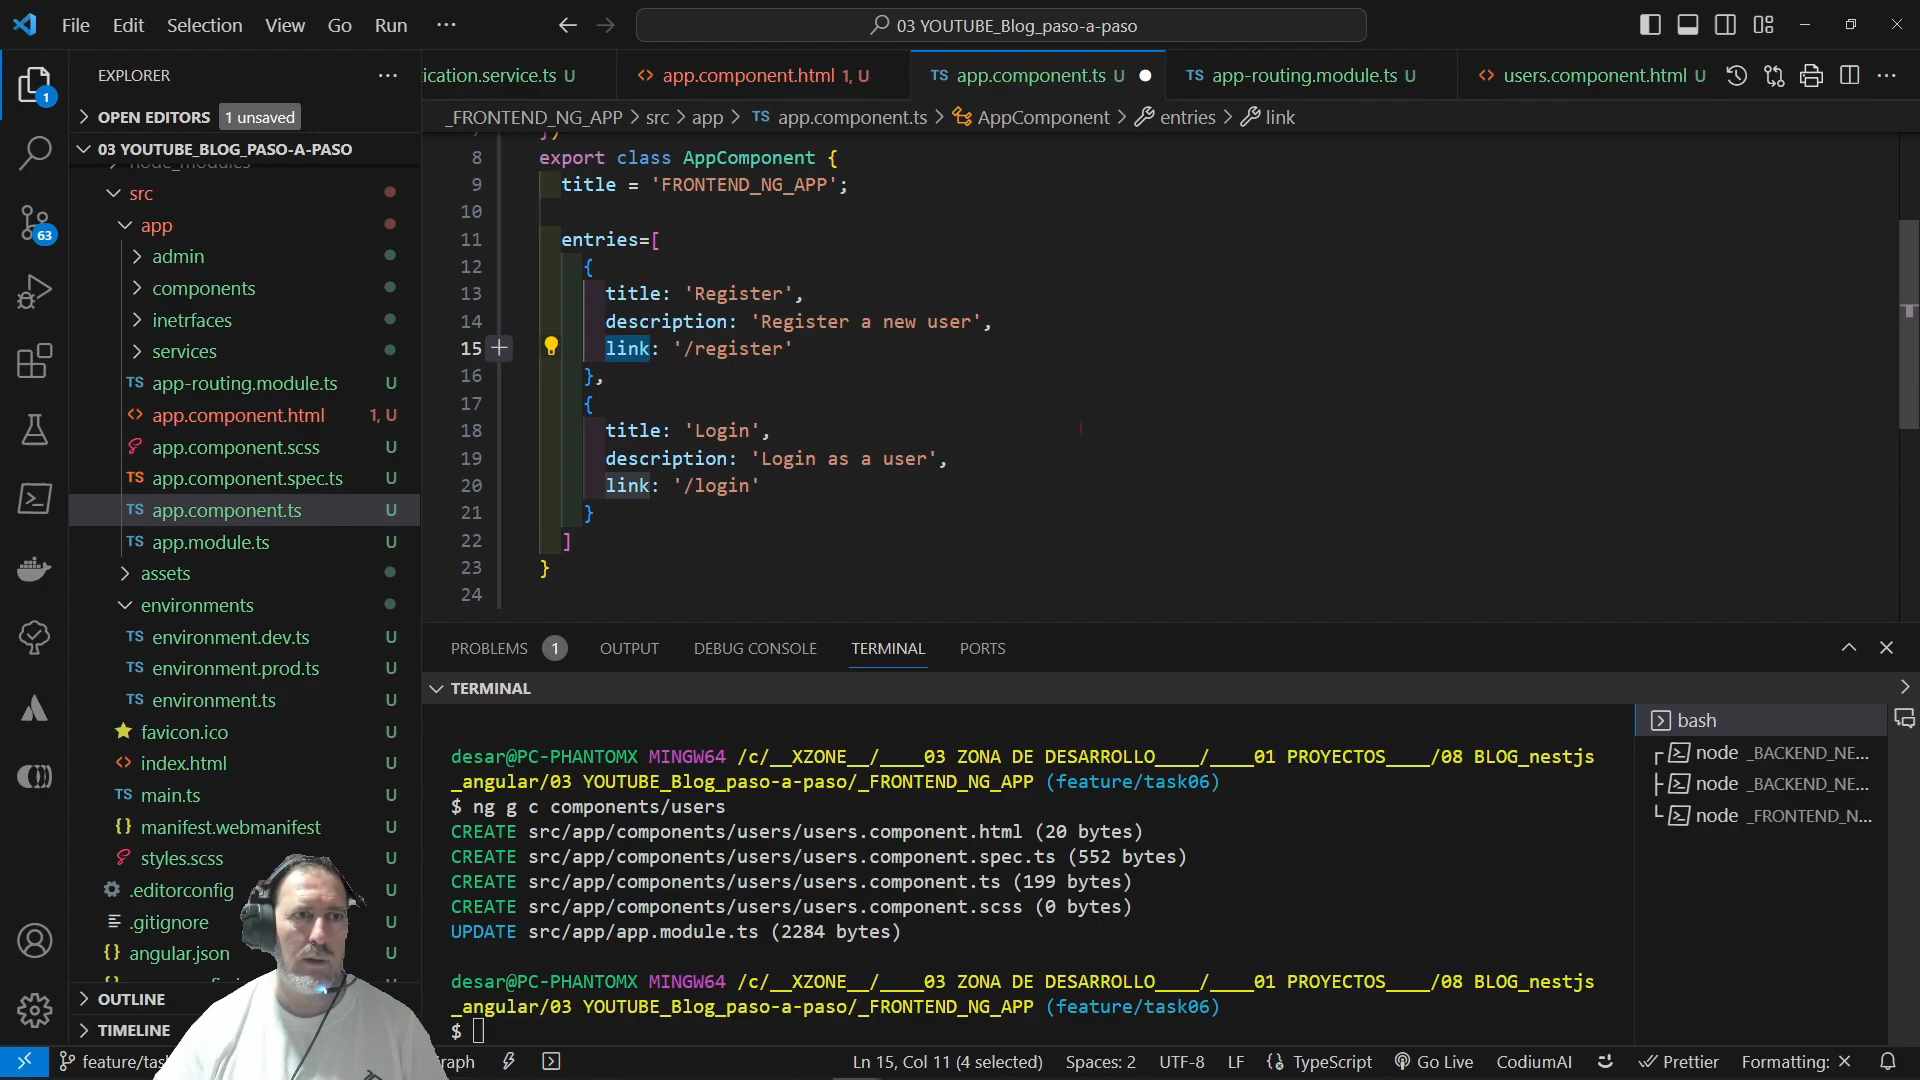 File Edit Selection View Go Run ···
03 YOUTUBE_Blog_paso-a-paso
EXPLORER
OPEN EDITORS 1 unsaved
03 YOUTUBE_BLOG_PASO-A-PASO
node_modules
src
app
admin
components
inetrfaces
services
TS app-routing.module.ts U
<> app.component.html 1, U
app.component.scss U
TS app.component.spec.ts U
TS app.component.ts U
TS app.module.ts U
assets
environments
TS environment.dev.ts U
TS environment.prod.ts U
TS environment.ts U
favicon.ico U
<> index.html U
TS main.ts U
{} manifest.webmanifest U
styles.scss U
.editorconfig U
.gitignore U
{} angular.json U
OUTLINE
TIMELINE
1
63
ication.service.ts U
<> app.component.html 1, U
TS app.component.ts U
TS app-routing.module.ts U
<> users.component.html U
_FRONTEND_NG_APP > src > app > TS app.component.ts > AppComponent > entries > link
8 export class AppComponent {
9 title = 'FRONTEND_NG_APP';
10
11 entries=[
12 {
13 title: 'Register',
14 description: 'Register a new user',
15 link: '/register'
16 },
17 {
18 title: 'Login',
19 description: 'Login as a user',
20 link: '/login'
21 }
22 ]
23 }
24
PROBLEMS 1 OUTPUT DEBUG CONSOLE TERMINAL PORTS
TERMINAL
desar@PC-PHANTOMX MINGW64 /c/__XZONE__/____03 ZONA DE DESARROLLO____/____01 PROYECTOS____/08 BLOG_nestjs
_angular/03 YOUTUBE_Blog_paso-a-paso/_FRONTEND_NG_APP (feature/task06)
$ ng g c components/users
CREATE src/app/components/users/users.component.html (20 bytes)
CREATE src/app/components/users/users.component.spec.ts (552 bytes)
CREATE src/app/components/users/users.component.ts (199 bytes)
CREATE src/app/components/users/users.component.scss (0 bytes)
UPDATE src/app/app.module.ts (2284 bytes)
desar@PC-PHANTOMX MINGW64 /c/__XZONE__/____03 ZONA DE DESARROLLO____/____01 PROYECTOS____/08 BLOG_nestjs
_angular/03 YOUTUBE_Blog_paso-a-paso/_FRONTEND_NG_APP (feature/task06)
$
bash
node _BACKEND_NE...
node _BACKEND_NE...
node _FRONTEND_N...
feature/tas
raph
Ln 15, Col 11 (4 selected) Spaces: 2 UTF-8 LF {} TypeScript Go Live CodiumAI Prettier Formatting: ✕